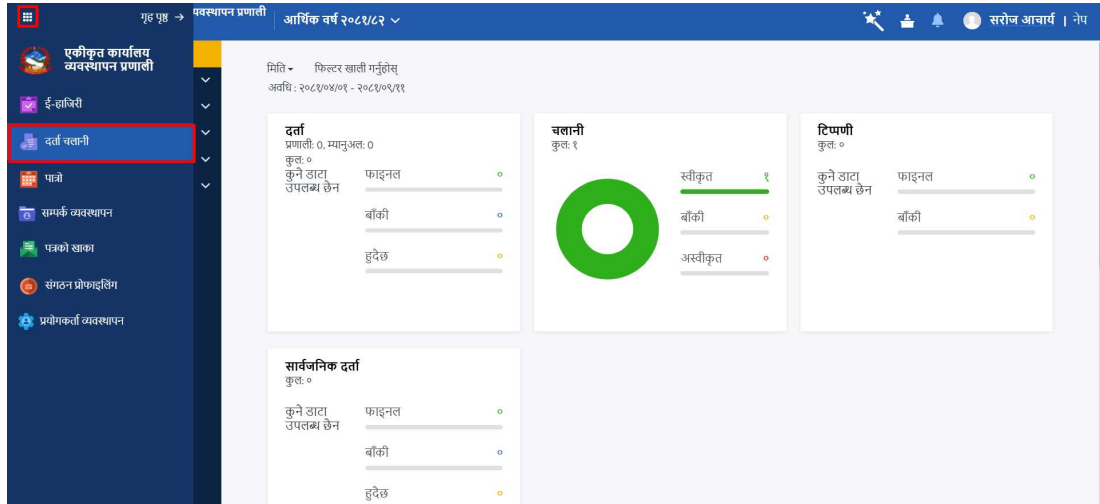 गृह पृष्ठ →
यवस्थापन प्रणाली
आर्थिक वर्ष २०८१/८२
सरोज आचार्य | नेप
एकीकृत कार्यालय
व्यवस्थापन प्रणाली
ई-हाजिरी
दर्ता चलानी
पात्रो
सम्पर्क व्यवस्थापन
पत्रको खाका
संगठन प्रोफाइलिंग
प्रयोगकर्ता व्यवस्थापन
मिति फिल्टर खाली गर्नुहोस्
अवधि : २०८१/०४/०१ - २०८१/०९/११
दर्ता
प्रणाली: 0, म्यानुअल: 0
कुल: ०
कुनै डाटा
उपलब्ध छैन
फाइनल ०
बाँकी ०
हुदैछ ०
चलानी
कुल: १
स्वीकृत १
बाँकी ०
अस्वीकृत ०
टिप्पणी
कुल: ०
कुनै डाटा
उपलब्ध छैन
फाइनल ०
बाँकी ०
सार्वजनिक दर्ता
कुल: ०
कुनै डाटा
उपलब्ध छैन
फाइनल ०
बाँकी ०
हुदैछ ०